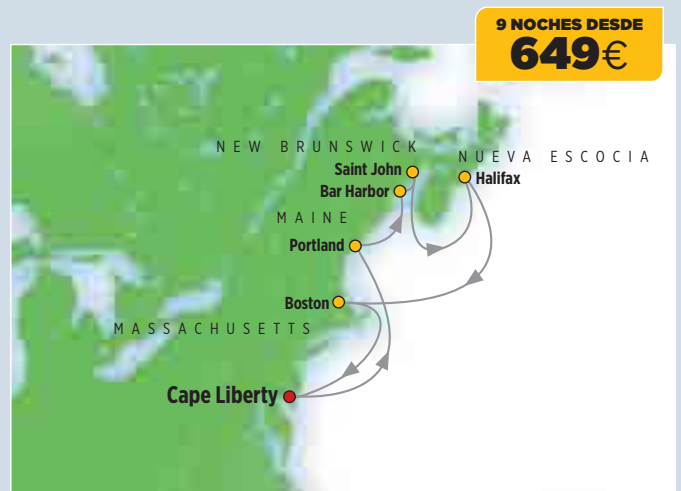 9 NOCHES DESDE
649€
NEW BRUNSWICK
NUEVA ESCOCIA
Saint John
Halifax
Bar Harbor
MAINE
Portland
Boston
MASSACHUSETTS
Cape Liberty